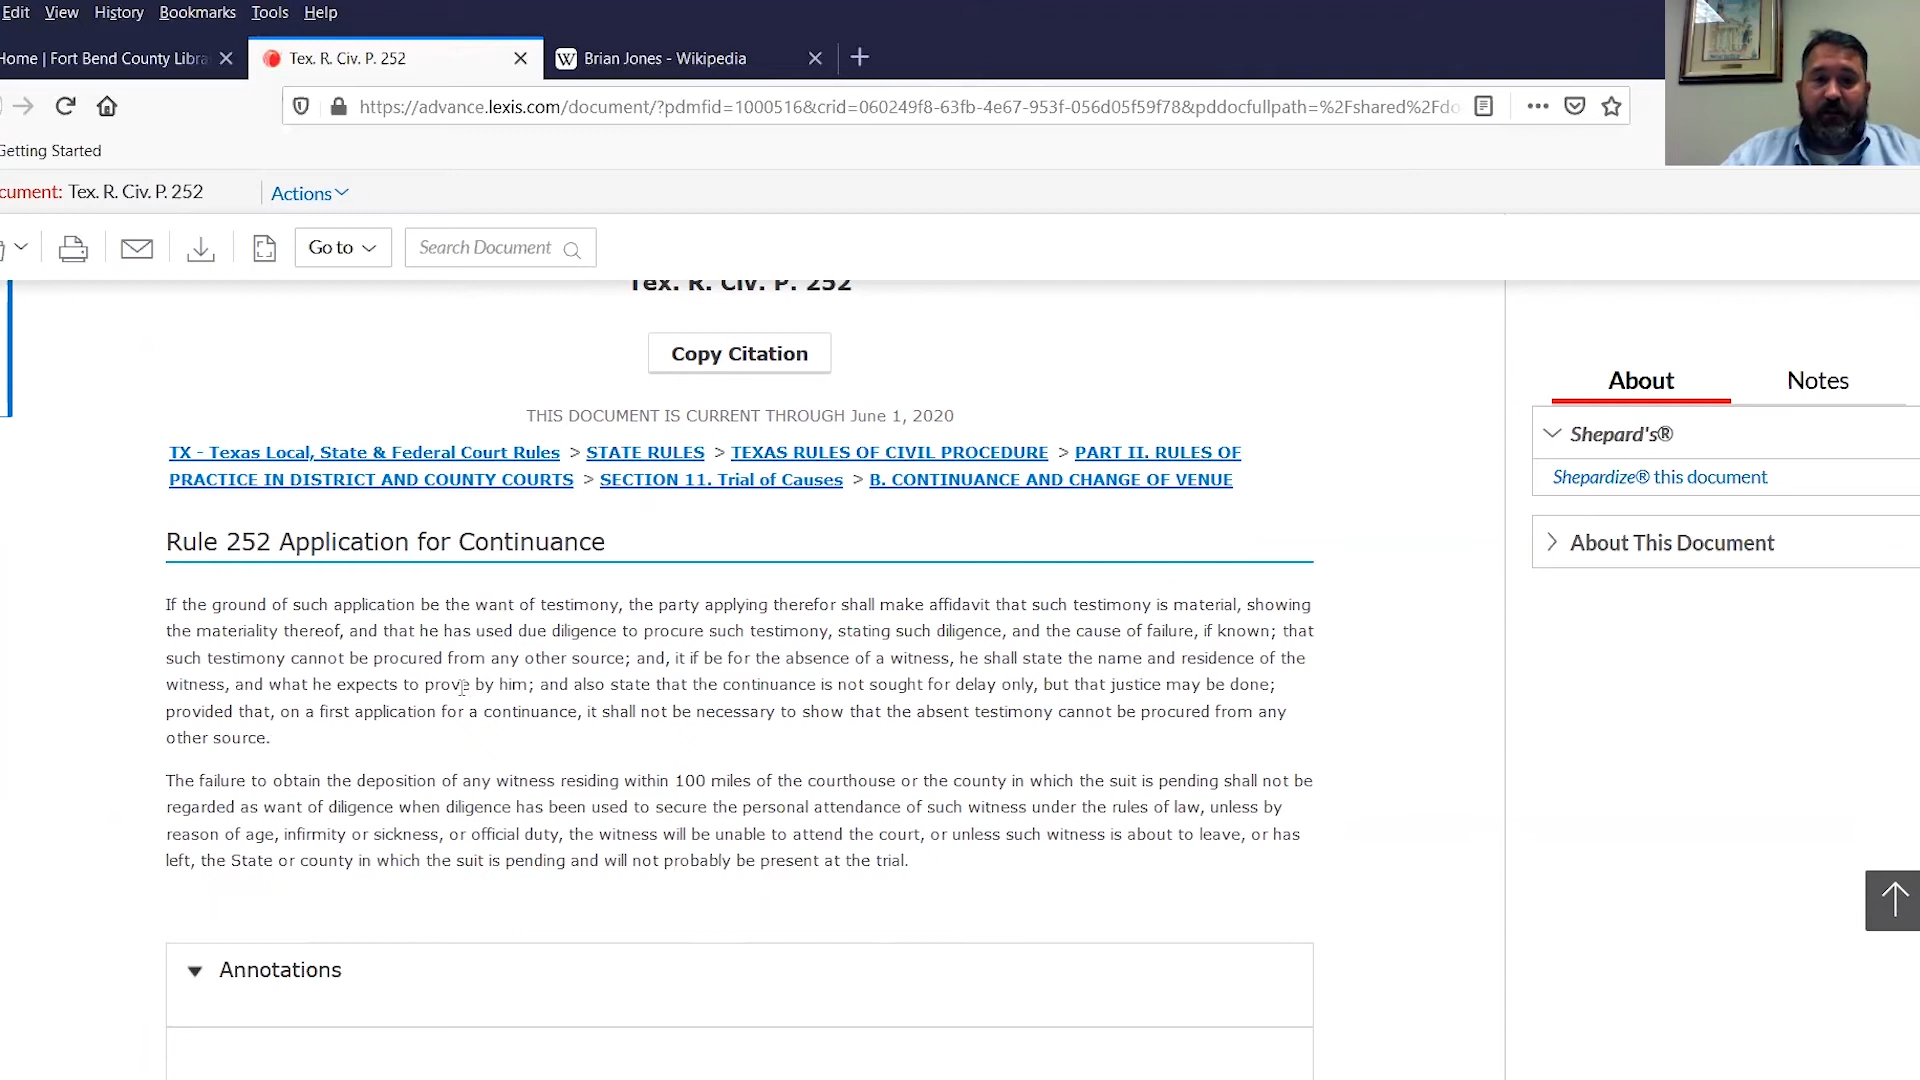 Edit View History Bookmarks Tools Help
Home | Fort Bend County Libra Tex. R. Civ. P. 252 Brian Jones - Wikipedia
https://advance.lexis.com/document/?pdmfid=1000516&crid=060249f8-63fb-4e67-953f-056d05f59f78&pddocfullpath=%2Fshared%2Fdo
Getting Started
cument: Tex. R. Civ. P. 252 Actions
Go to Search Document
Tex. R. Civ. P. 252
Copy Citation
THIS DOCUMENT IS CURRENT THROUGH June 1, 2020
TX - Texas Local, State & Federal Court Rules > STATE RULES > TEXAS RULES OF CIVIL PROCEDURE > PART II. RULES OF
PRACTICE IN DISTRICT AND COUNTY COURTS > SECTION 11. Trial of Causes > B. CONTINUANCE AND CHANGE OF VENUE
Rule 252 Application for Continuance
If the ground of such application be the want of testimony, the party applying therefor shall make affidavit that such testimony is material, showing
the materiality thereof, and that he has used due diligence to procure such testimony, stating such diligence, and the cause of failure, if known; that
such testimony cannot be procured from any other source; and, it if be for the absence of a witness, he shall state the name and residence of the
witness, and what he expects to prove by him; and also state that the continuance is not sought for delay only, but that justice may be done;
provided that, on a first application for a continuance, it shall not be necessary to show that the absent testimony cannot be procured from any
other source.
The failure to obtain the deposition of any witness residing within 100 miles of the courthouse or the county in which the suit is pending shall not be
regarded as want of diligence when diligence has been used to secure the personal attendance of such witness under the rules of law, unless by
reason of age, infirmity or sickness, or official duty, the witness will be unable to attend the court, or unless such witness is about to leave, or has
left, the State or county in which the suit is pending and will not probably be present at the trial.
Annotations
About Notes
Shepard's®
Shepardize® this document
About This Document